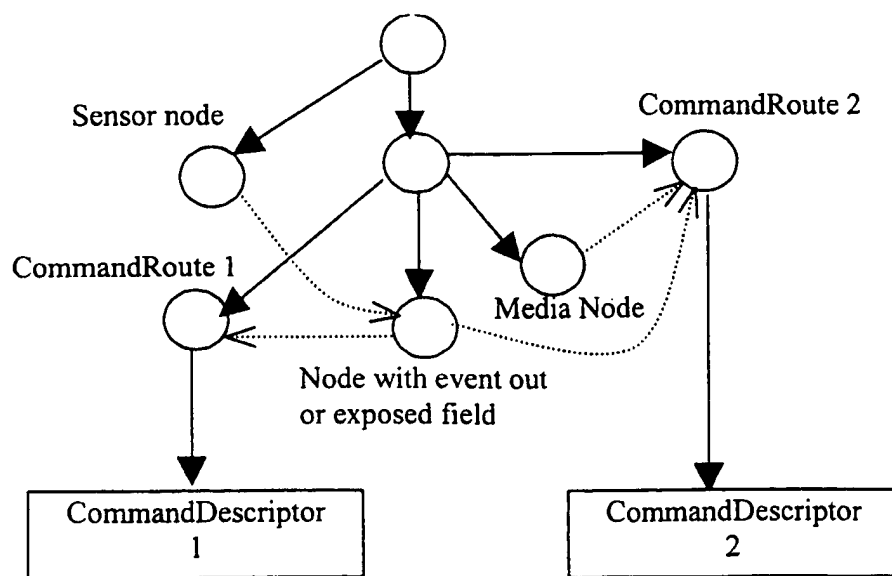 CommandRoute 2
Sensor node
CommandRoute 1
Media Node
Node with event out
or exposed field
CommandDescriptor
1
CommandDescriptor
2